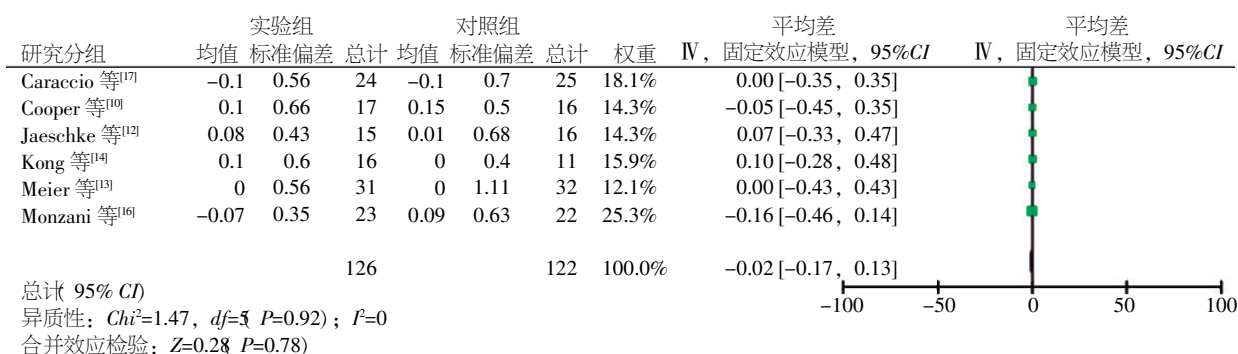 实验组 对照组 平均差 平均差
研究分组 均值 标准偏差 总计 均值 标准偏差 总计 权重 Ⅳ，固定效应模型，95%CI Ⅳ，固定效应模型，95%CI
Caraccio 等[17] -0.1 0.56 24 -0.1 0.7 25 18.1% 0.00 [-0.35，0.35]
Cooper 等[10] 0.1 0.66 17 0.15 0.5 16 14.3% -0.05 [-0.45，0.35]
Jaeschke 等[12] 0.08 0.43 15 0.01 0.68 16 14.3% 0.07 [-0.33，0.47]
Kong 等[14] 0.1 0.6 16 0 0.4 11 15.9% 0.10 [-0.28，0.48]
Meier 等[13] 0 0.56 31 0 1.11 32 12.1% 0.00 [-0.43，0.43]
Monzani 等[16] -0.07 0.35 23 0.09 0.63 22 25.3% -0.16 [-0.46，0.14]
126 122 100.0% -0.02 [-0.17，0.13]
总计( 95% CI)
-100 -50 0 50 100
异质性：Chi²=1.47，df=5( P=0.92)；I²=0
合并效应检验：Z=0.28( P=0.78)